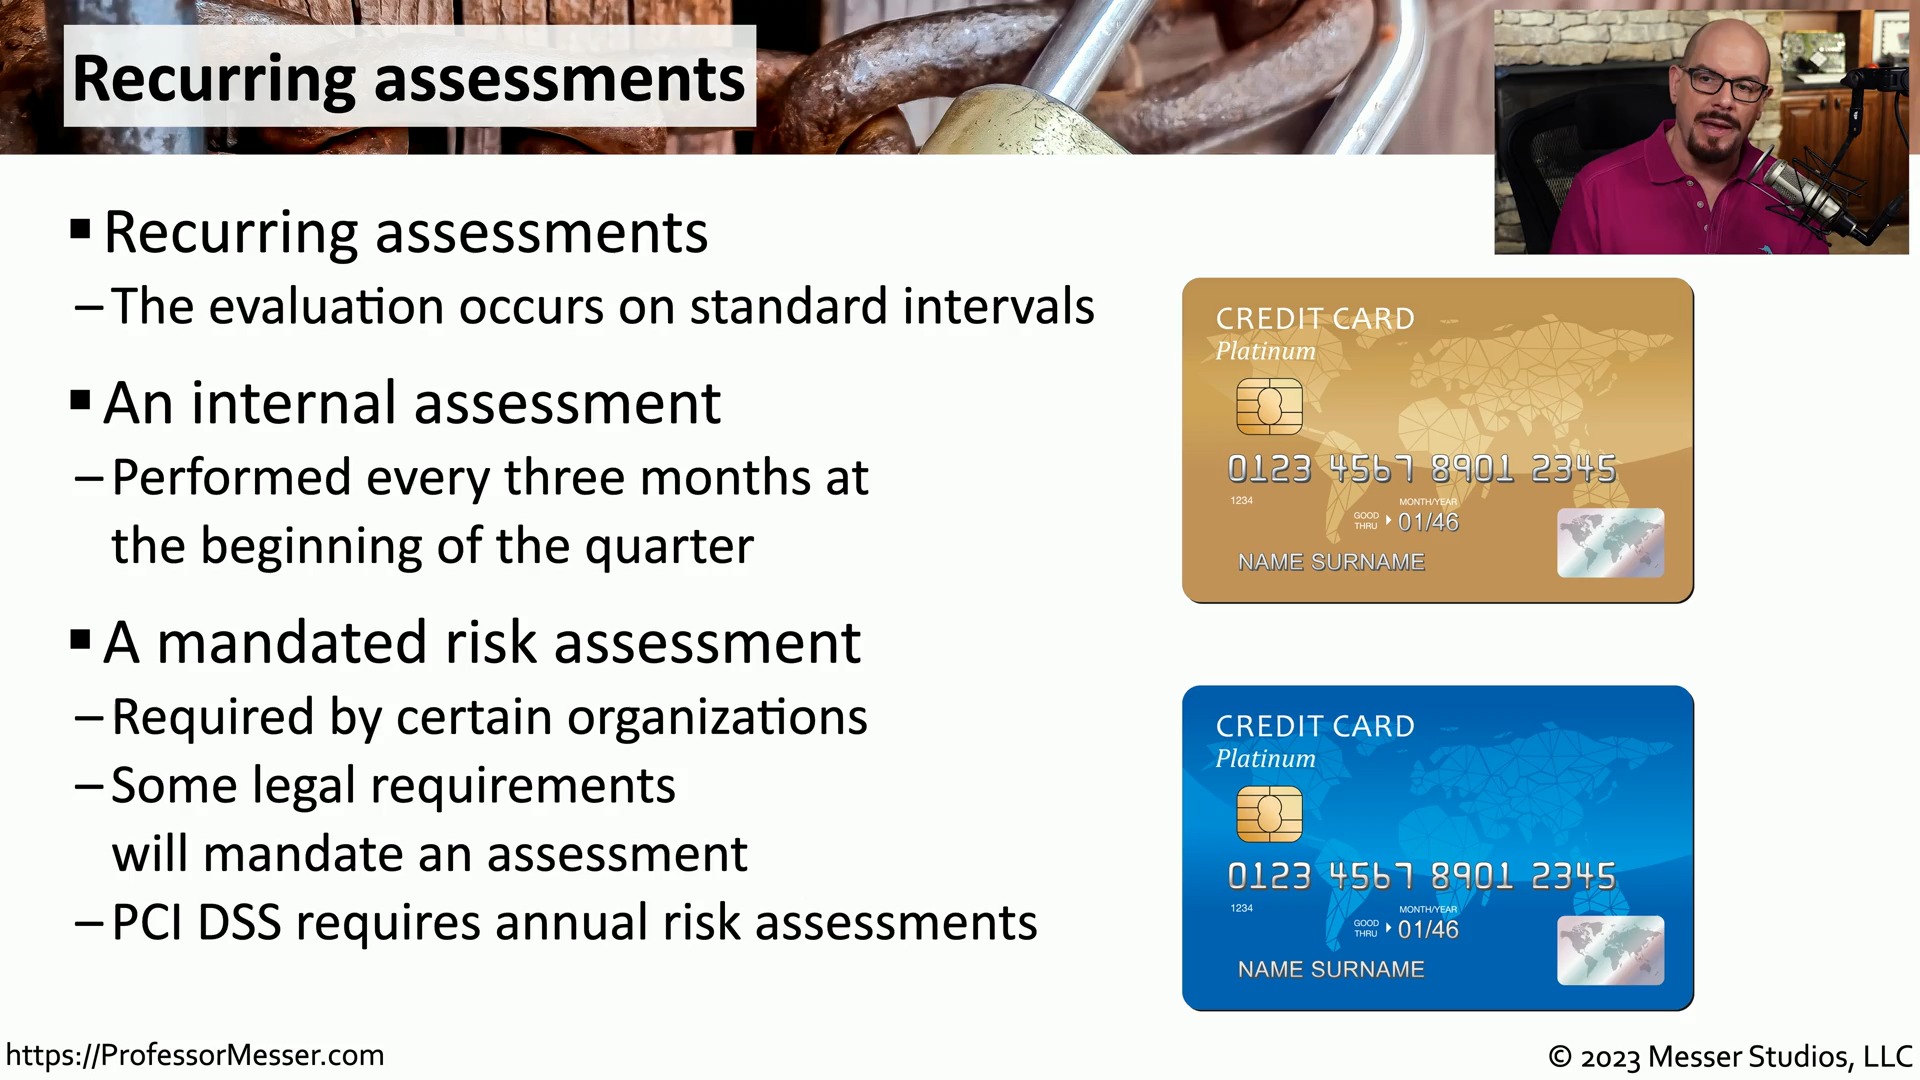 Recurring assessments
▪ Recurring assessments
– The evaluation occurs on standard intervals
▪ An internal assessment
– Performed every three months at
the beginning of the quarter
▪ A mandated risk assessment
– Required by certain organizations
– Some legal requirements
will mandate an assessment
– PCI DSS requires annual risk assessments
CREDIT CARD
Platinum
0123 4567 8901 2345
1234
MONTH/YEAR
GOOD THRU 01/46
NAME SURNAME
CREDIT CARD
Platinum
0123 4567 8901 2345
1234
MONTH/YEAR
GOOD THRU 01/46
NAME SURNAME
https://ProfessorMesser.com
© 2023 Messer Studios, LLC